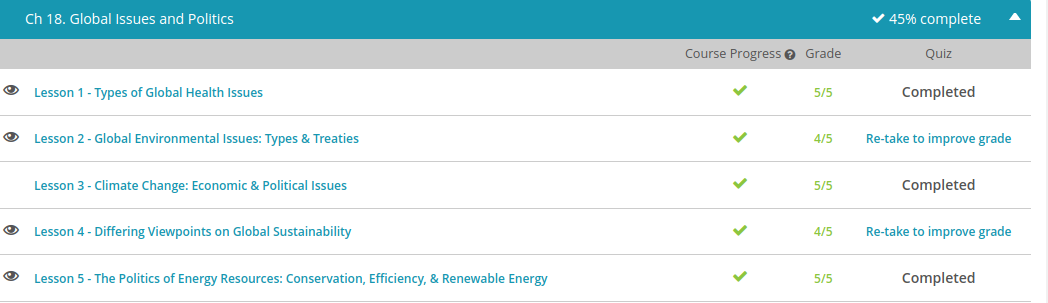 Ch 18. Global Issues and Politics 45% complete
Course Progress Grade Quiz
Lesson 1 - Types of Global Health Issues 5/5 Completed
Lesson 2 - Global Environmental Issues: Types & Treaties 4/5 Re-take to improve grade
Lesson 3 - Climate Change: Economic & Political Issues 5/5 Completed
Lesson 4 - Differing Viewpoints on Global Sustainability 4/5 Re-take to improve grade
Lesson 5 - The Politics of Energy Resources: Conservation, Efficiency, & Renewable Energy 5/5 Completed